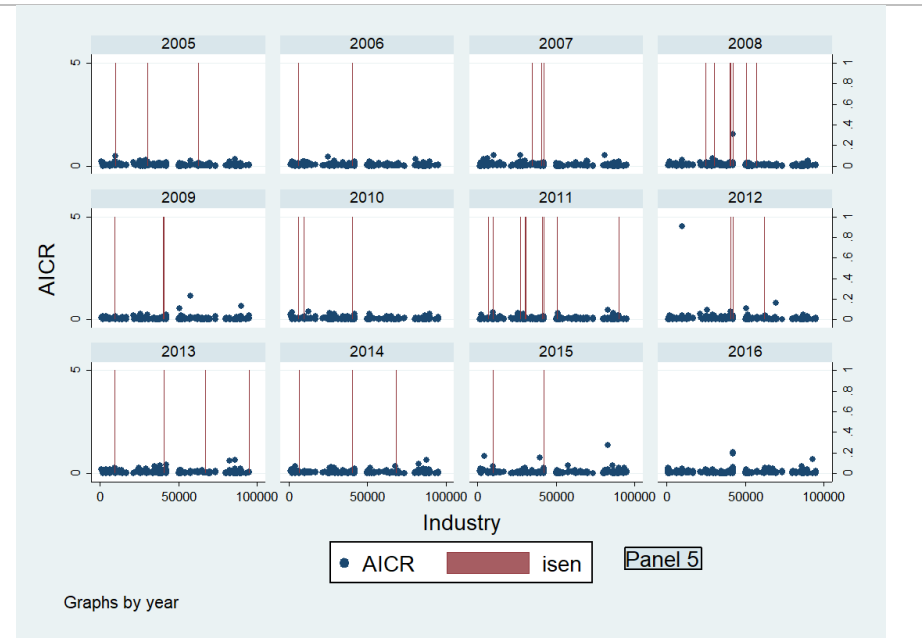 2005 2006 2007 2008
5 0 0 .2 .4 .6 .8 1
2009 2010 2011 2012
5 0 0 .2 .4 .6 .8 1
2013 2014 2015 2016
5 0 0 .2 .4 .6 .8 1
AICR
0 50000 100000 0 50000 100000 0 50000 100000 0 50000 100000
Industry
AICR isen
Panel 5
Graphs by year